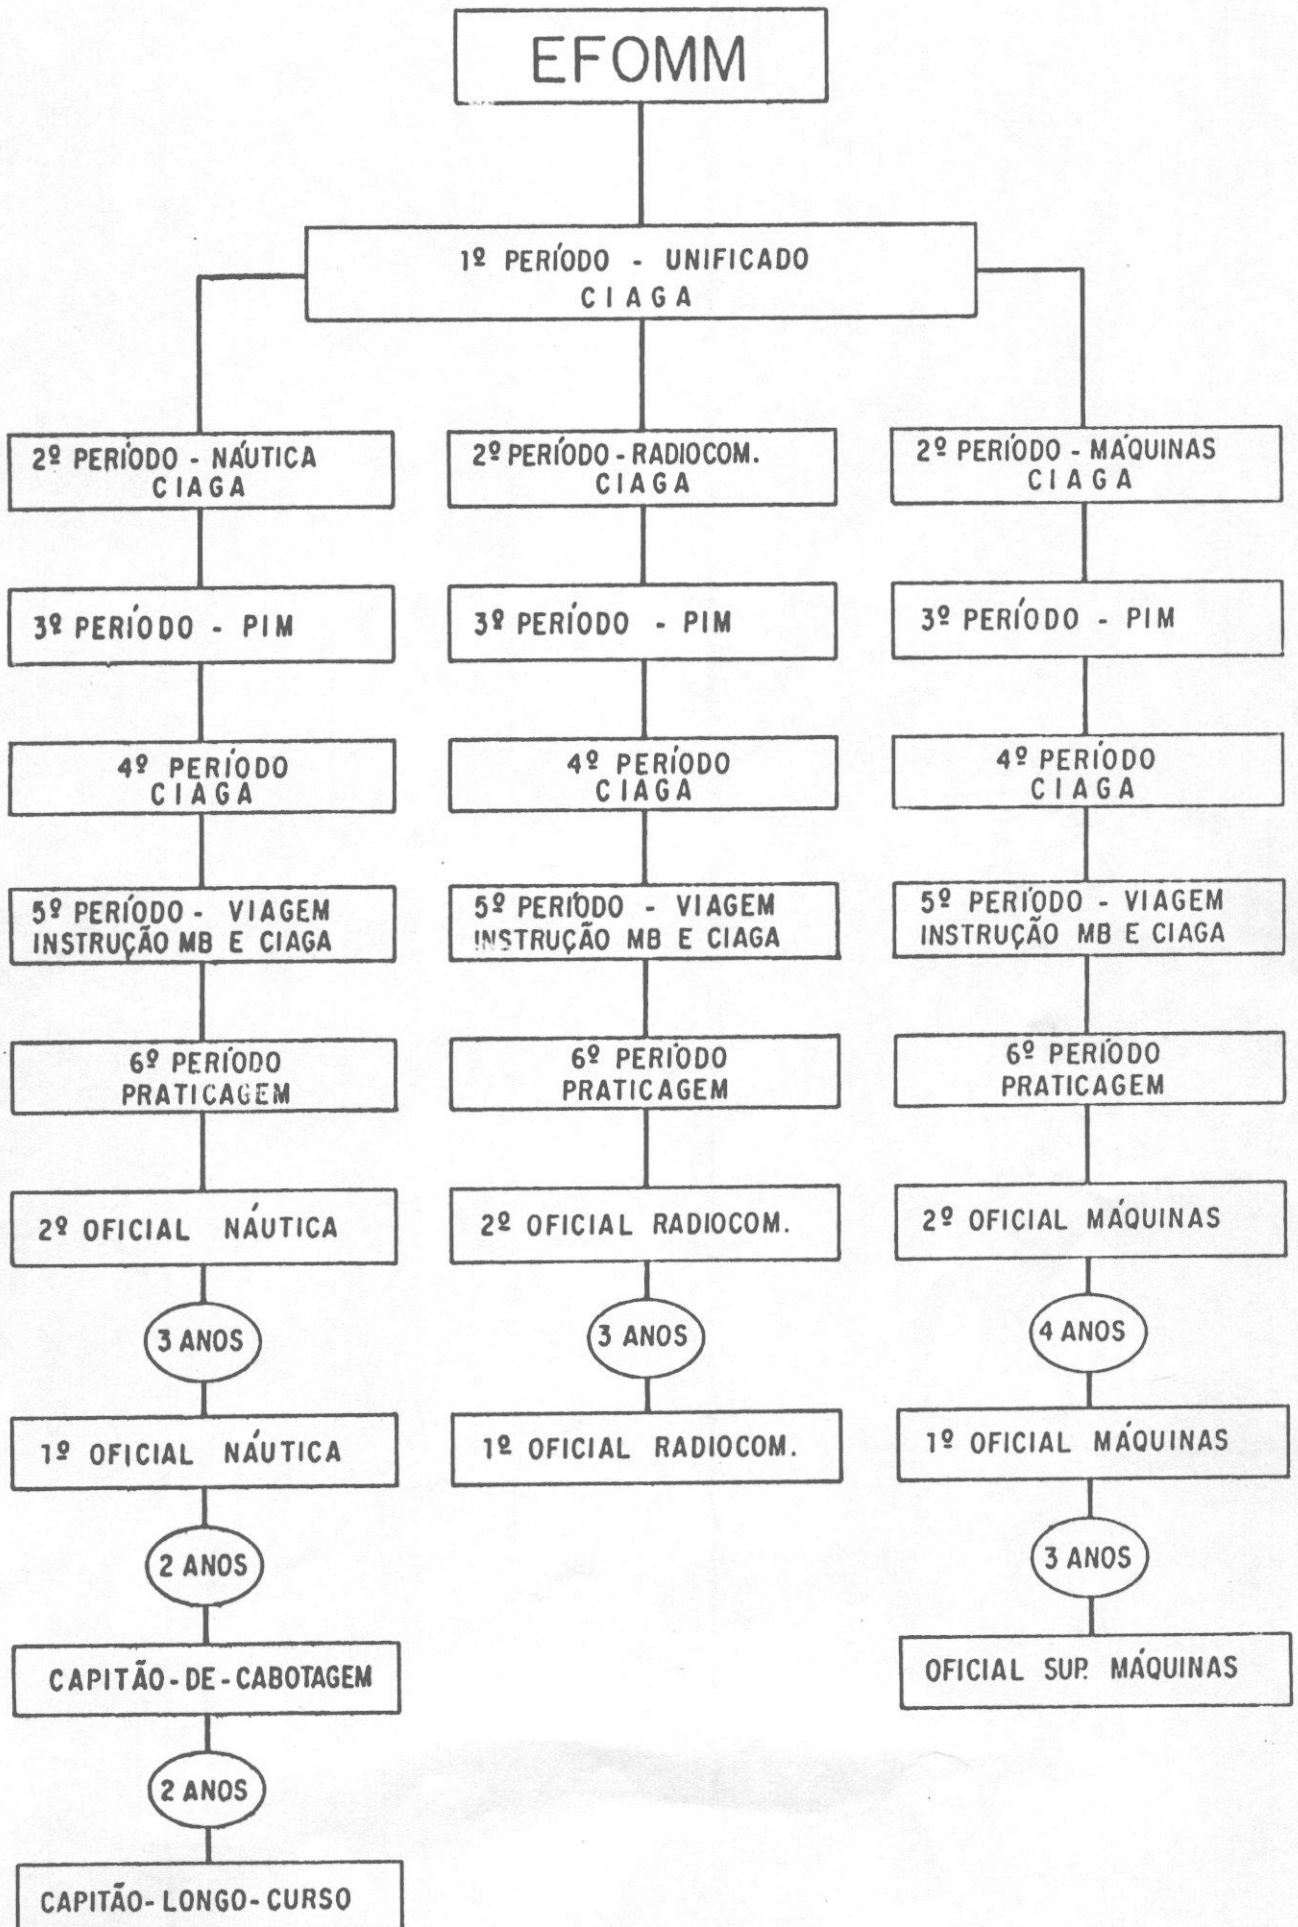 EFOMM
1º PERÍODO - UNIFICADO
CIAGA
2º PERÍODO - NÁUTICA
CIAGA
2º PERÍODO - RADIOCOM.
CIAGA
2º PERÍODO - MÁQUINAS
CIAGA
3º PERÍODO - PIM
3º PERÍODO - PIM
3º PERÍODO - PIM
4º PERÍODO
CIAGA
4º PERÍODO
CIAGA
4º PERÍODO
CIAGA
5º PERÍODO - VIAGEM
INSTRUÇÃO MB E CIAGA
5º PERÍODO - VIAGEM
INSTRUÇÃO MB E CIAGA
5º PERÍODO - VIAGEM
INSTRUÇÃO MB E CIAGA
6º PERÍODO
PRATICAGEM
6º PERÍODO
PRATICAGEM
6º PERÍODO
PRATICAGEM
2º OFICIAL NÁUTICA
2º OFICIAL RADIOCOM.
2º OFICIAL MÁQUINAS
3 ANOS
3 ANOS
4 ANOS
1º OFICIAL NÁUTICA
1º OFICIAL RADIOCOM.
1º OFICIAL MÁQUINAS
2 ANOS
3 ANOS
CAPITÃO-DE-CABOTAGEM
OFICIAL SUP. MÁQUINAS
2 ANOS
CAPITÃO-LONGO-CURSO